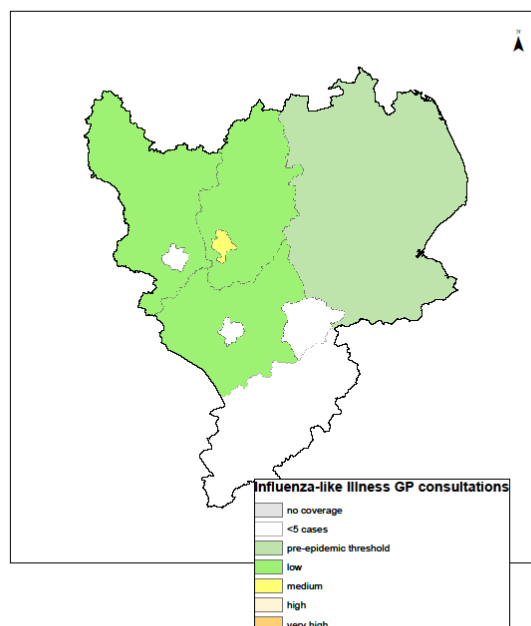 N
Influenza-like Illness GP consultations
no coverage
<5 cases
pre-epidemic threshold
low
medium
high
very high